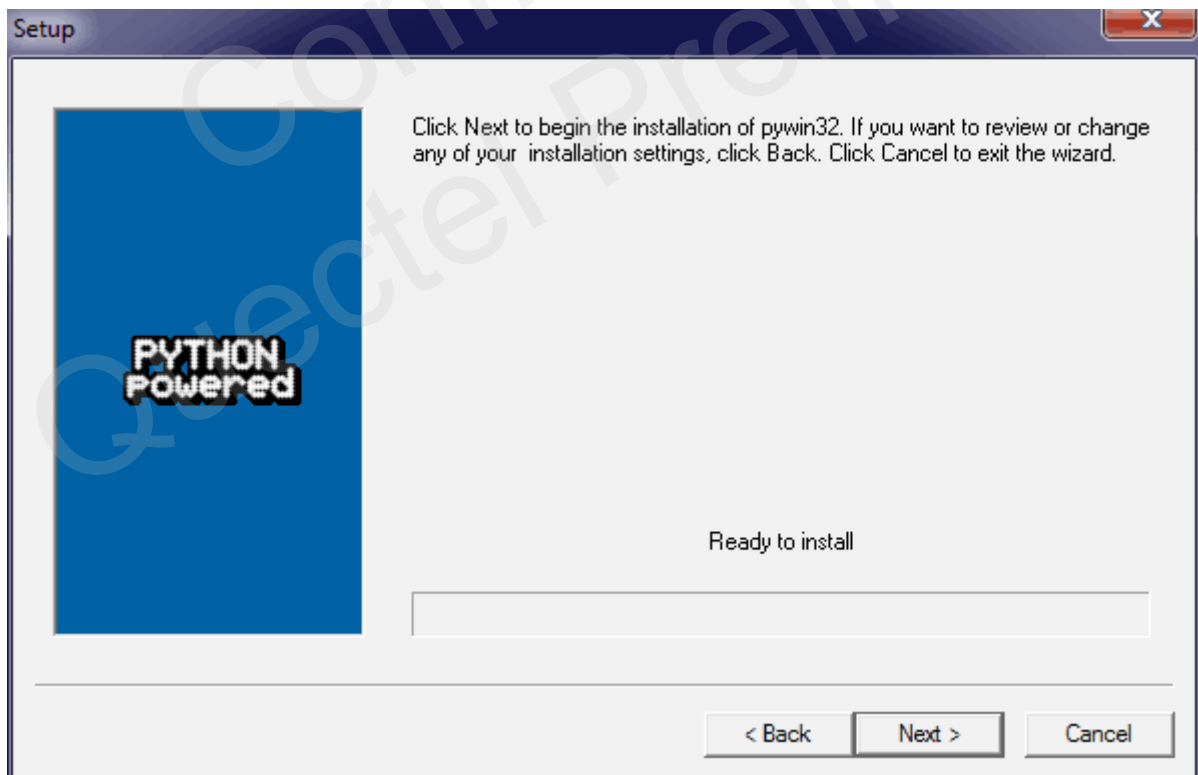 Setup
X
Click Next to begin the installation of pywin32. If you want to review or change
any of your installation settings, click Back. Click Cancel to exit the wizard.
PYTHON
powered
Ready to install
< Back
Next >
Cancel
Quectel